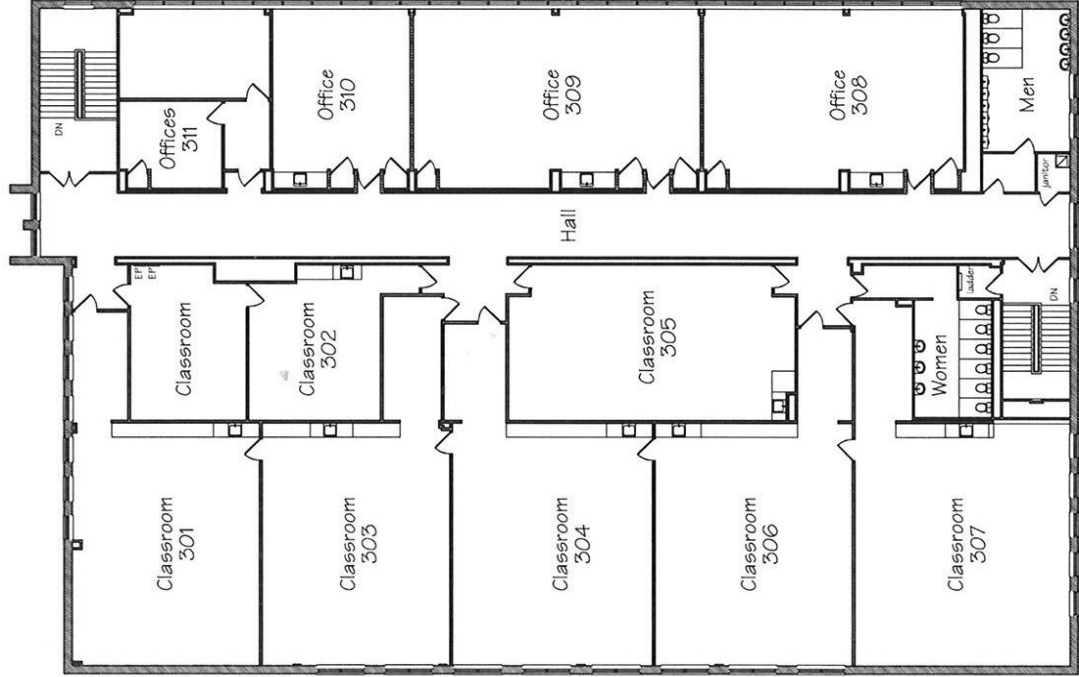 DN
Offices
311
Office
310
Office
309
Office
308
Men
janitor
Hall
EP
EP
Classroom
Classroom
302
Classroom
305
ladder
DN
Women
Classroom
301
Classroom
303
Classroom
304
Classroom
306
Classroom
307